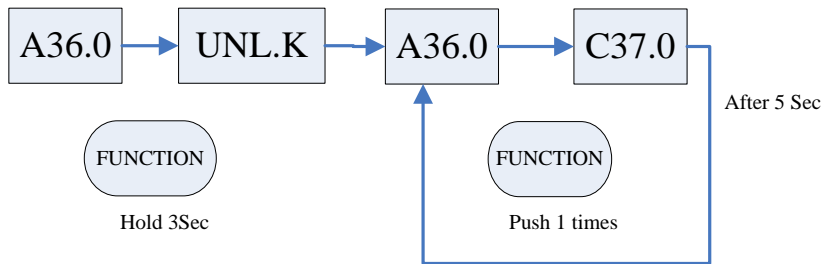 A36.0
UNL.K
A36.0
C37.0
After 5 Sec
FUNCTION
FUNCTION
Hold 3Sec
Push 1 times